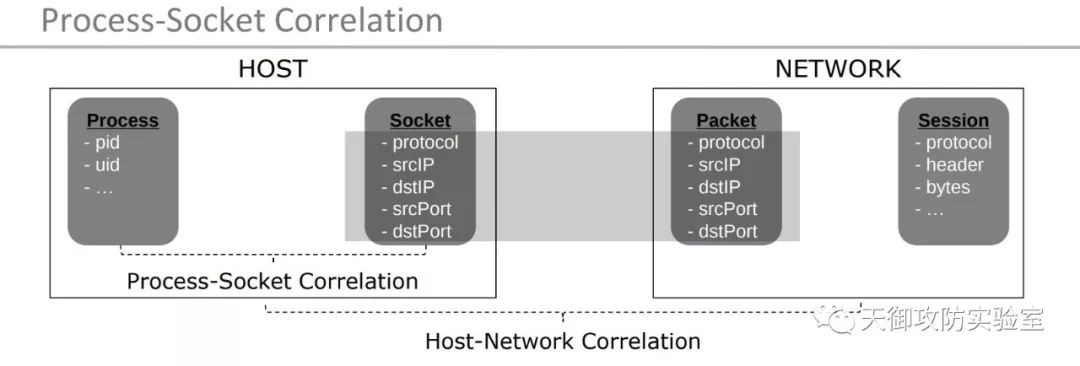 Process-Socket Correlation
HOST
NETWORK
Process
- pid
- uid
- ...
Socket
- protocol
- srcIP
- dstIP
- srcPort
- dstPort
Packet
- protocol
- srcIP
- dstIP
- srcPort
- dstPort
Session
- protocol
- header
- bytes
- ...
Process-Socket Correlation
Host-Network Correlation
天御攻防实验室